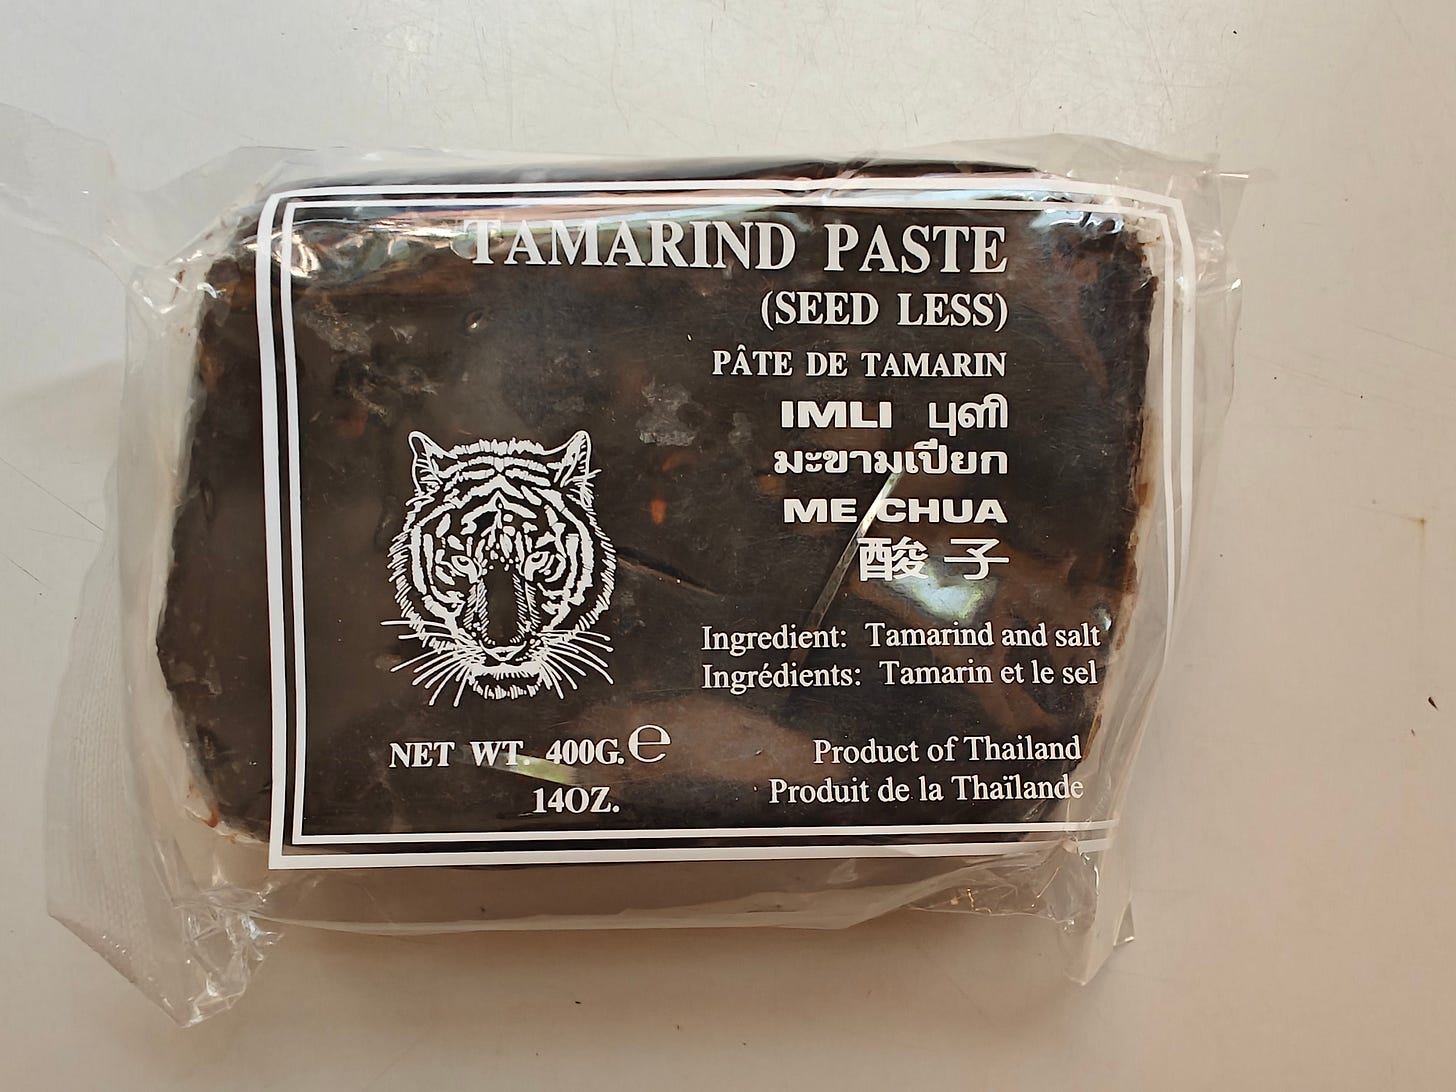 TAMARIND PASTE
(SEED LESS)
PÂTE DE TAMARIN
IMLI புளி
มะขามเปียก
ME CHUA
酸 子
Ingredient: Tamarind and salt
Ingrédients: Tamarin et le sel
NET WT. 400G.℮
14OZ.
Product of Thailand
Produit de la Thaïlande